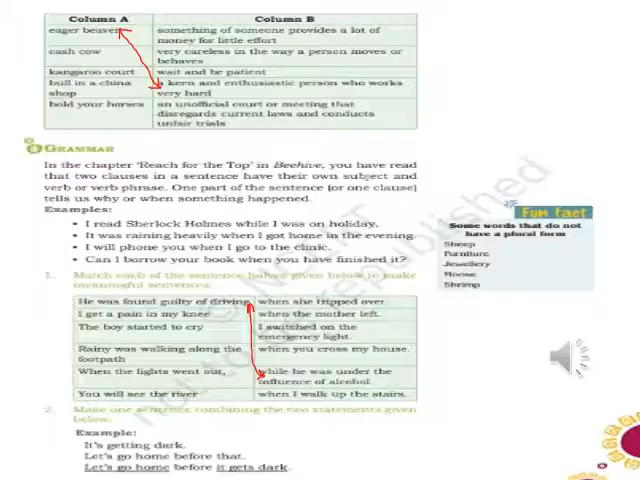 Column A Column B
eager beaver something of someone provides a lot of
money for little effort
cash cow very careless in the way a person moves or
behaves
kangaroo court wait and be patient
bull in a china a keen and enthusiastic person who works
shop very hard
hold your horses an unofficial court or meeting that
disregards current laws and conducts
unfair trials
GRAMMAR
In the chapter 'Reach for the Top' in Beehive, you have read
that two clauses in a sentence have their own subject and
verb or verb phrase. One part of the sentence (or one clause)
tells us why or when something happened.
Examples:
• I read Sherlock Holmes while I was on holiday.
• It was raining heavily when I got home in the evening.
• I will phone you when I go to the clinic.
• Can I borrow your book when you have finished it?
1. Match each of the sentence halves given below to make
meaningful sentences.
He was found guilty of driving when she tripped over.
I get a pain in my knee when the mother left.
The boy started to cry I switched on the
emergency light.
Rainy was walking along the when you cross my house.
footpath
When the lights went out, while he was under the
influence of alcohol.
You will see the river when I walk up the stairs.
2. Make one sentence combining the two statements given
below.
Example:
It's getting dark.
Let's go home before that.
Let's go home before it gets dark.
Fun Fact
Some words that do not
have a plural form
Sheep
Furniture
Jewellery
Moose
Shrimp
not to be republished